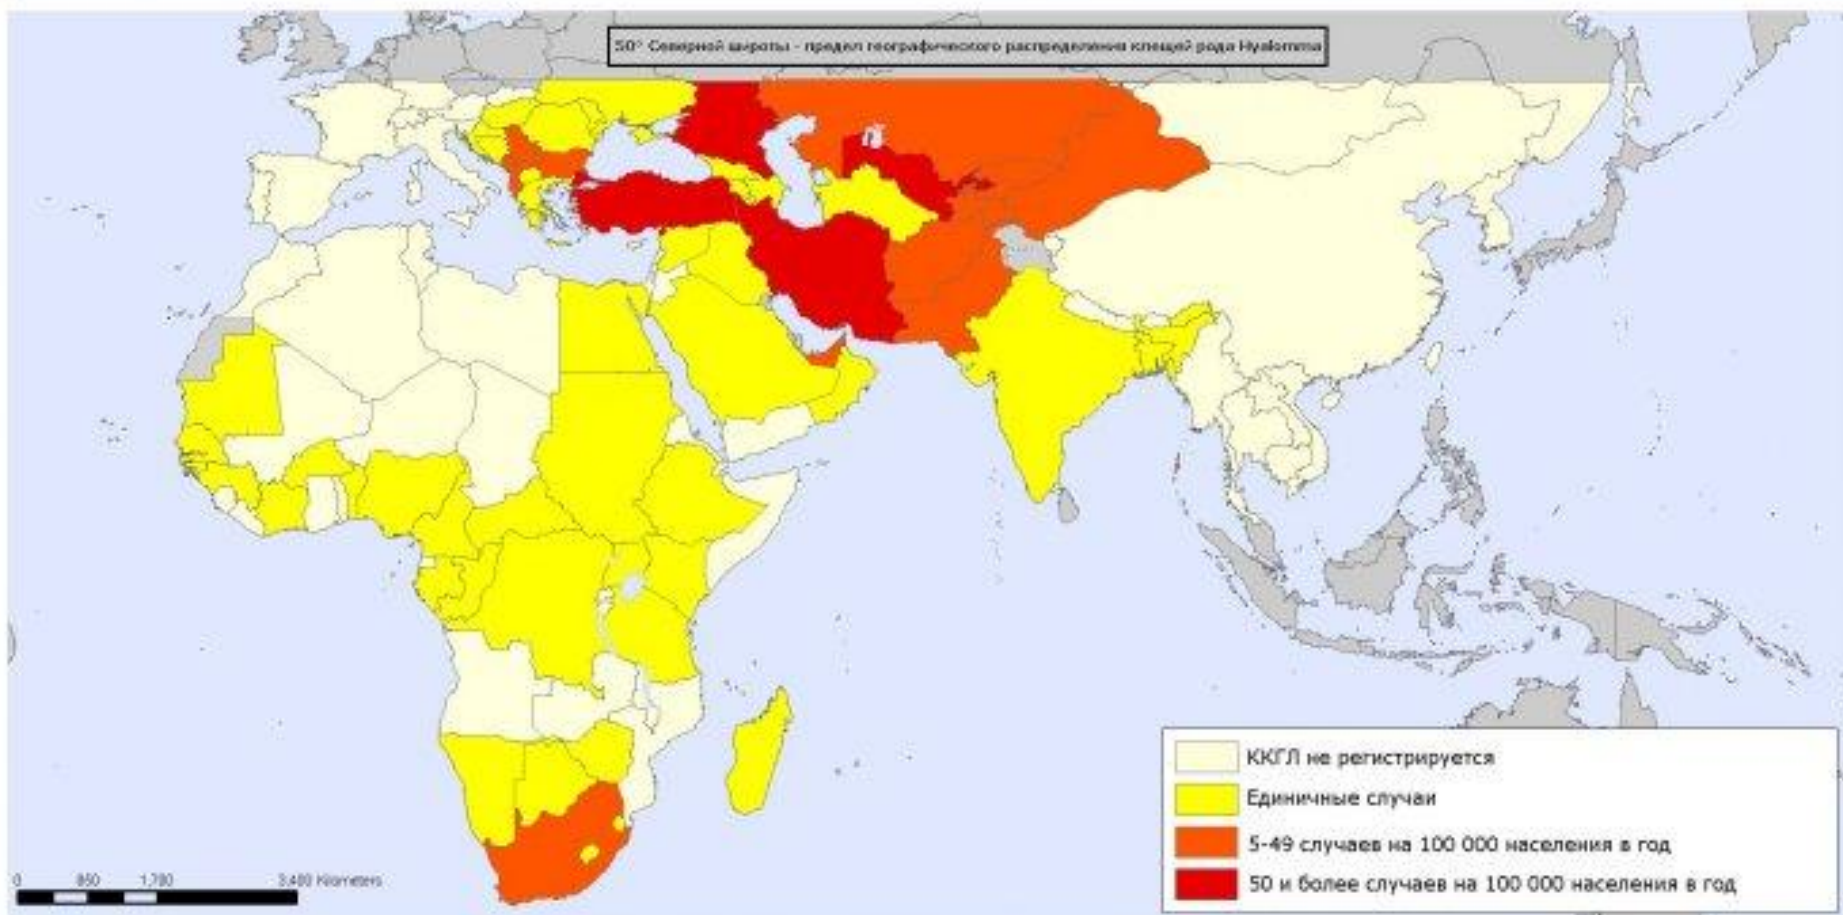 50° Северной широты - предел географического распределения клещей рода Hyalomma
ККГЛ не регистрируется
Единичные случаи
5-49 случаев на 100 000 населения в год
50 и более случаев на 100 000 населения в год
0 850 1,700 3,400 Kilometers